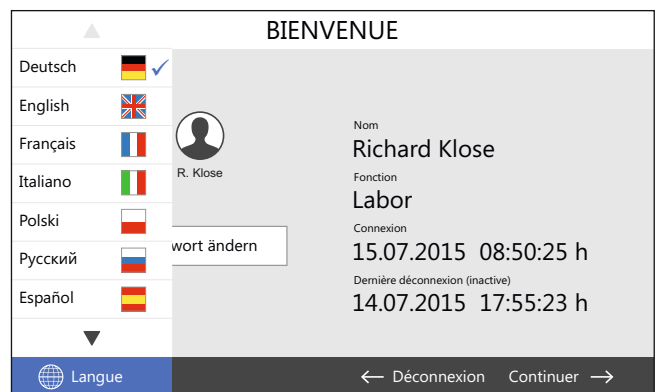 BIENVENUE
Deutsch
English
Français
Italiano
Polski
Русский
Español
R. Klose
wort ändern
Nom
Richard Klose
Fonction
Labor
Connexion
15.07.2015 08:50:25 h
Dernière déconnexion (inactive)
14.07.2015 17:55:23 h
Langue
← Déconnexion Continuer →